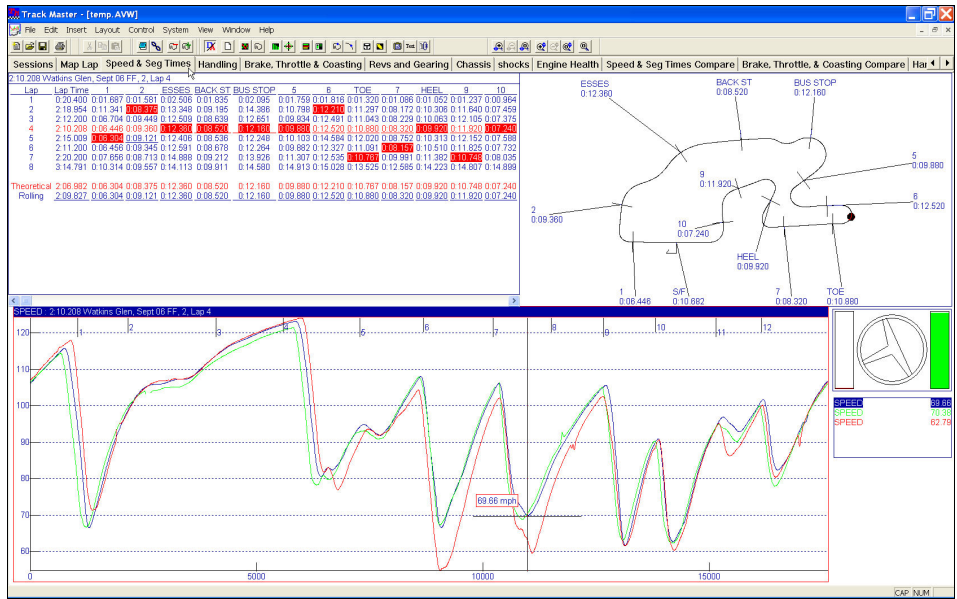 Track Master - [temp.AVW]
File Edit Insert Layout Control System View Window Help
Sessions Map Lap Speed & Seg Times Handling Brake, Throttle & Coasting Revs and Gearing Chassis shocks Engine Health Speed & Seg Times Compare Brake, Throttle, & Coasting Compare Har
2:10.208 Watkins Glen, Sept 06 FF, 2, Lap 4
Lap Lap Time 1 2 ESSES BACK ST BUS STOP 5 6 TOE 7 HEEL 9 10
1 0:20.400 0:01.687 0:01.581 0:02.506 0:01.835 0:02.095 0:01.759 0:01.816 0:01.320 0:01.086 0:01.052 0:01.237 0:00.964
2 2:18.954 0:11.341 0:08.375 0:13.348 0:09.195 0:14.386 0:10.798 0:12.210 0:11.297 0:08.172 0:10.306 0:11.640 0:07.459
3 2:12.200 0:06.704 0:09.449 0:12.509 0:08.639 0:12.651 0:09.934 0:12.491 0:11.043 0:08.229 0:10.063 0:12.105 0:07.375
4 2:10.208 0:06.446 0:09.360 0:12.360 0:08.520 0:12.160 0:09.880 0:12.520 0:10.880 0:08.320 0:09.920 0:11.920 0:07.240
5 2:15.009 0:06.304 0:09.121 0:12.406 0:08.536 0:12.248 0:10.103 0:14.584 0:12.020 0:08.752 0:10.313 0:12.152 0:07.588
6 2:11.200 0:06.456 0:08.345 0:12.591 0:08.678 0:12.264 0:09.882 0:12.327 0:11.091 0:08.157 0:10.510 0:11.825 0:07.732
7 2:20.200 0:07.656 0:08.713 0:14.888 0:09.212 0:13.926 0:11.307 0:12.535 0:10.767 0:09.991 0:11.382 0:10.748 0:08.035
8 3:14.791 0:10.314 0:09.557 0:14.113 0:09.911 0:14.580 0:14.913 0:15.028 0:13.525 0:12.585 0:14.223 0:14.807 0:14.899
Theoretical 2:06.982 0:06.304 0:08.375 0:12.360 0:08.520 0:12.160 0:09.880 0:12.210 0:10.767 0:08.157 0:09.920 0:10.748 0:07.240
Rolling 2:09.827 0:06.304 0:09.121 0:12.360 0:08.520 0:12.160 0:09.880 0:12.520 0:10.880 0:08.320 0:09.920 0:11.920 0:07.240
ESSES
0:12.360
BACK ST
0:08.520
BUS STOP
0:12.160
5
0:09.880
9
0:11.920
6
0:12.520
2
0:09.360
10
0:07.240
HEEL
0:09.920
1
0:06.446
S/F
0:10.682
7
0:08.320
TOE
0:10.880
SPEED : 2:10.208 Watkins Glen, Sept 06 FF, 2, Lap 4
120 1 2 3 4 5 6 7 8 9 10 11 12
110
100
90
80
69.66 mph
70
60
0 5000 10000 15000
SPEED 69.66
SPEED 70.38
SPEED 62.79
CAP NUM